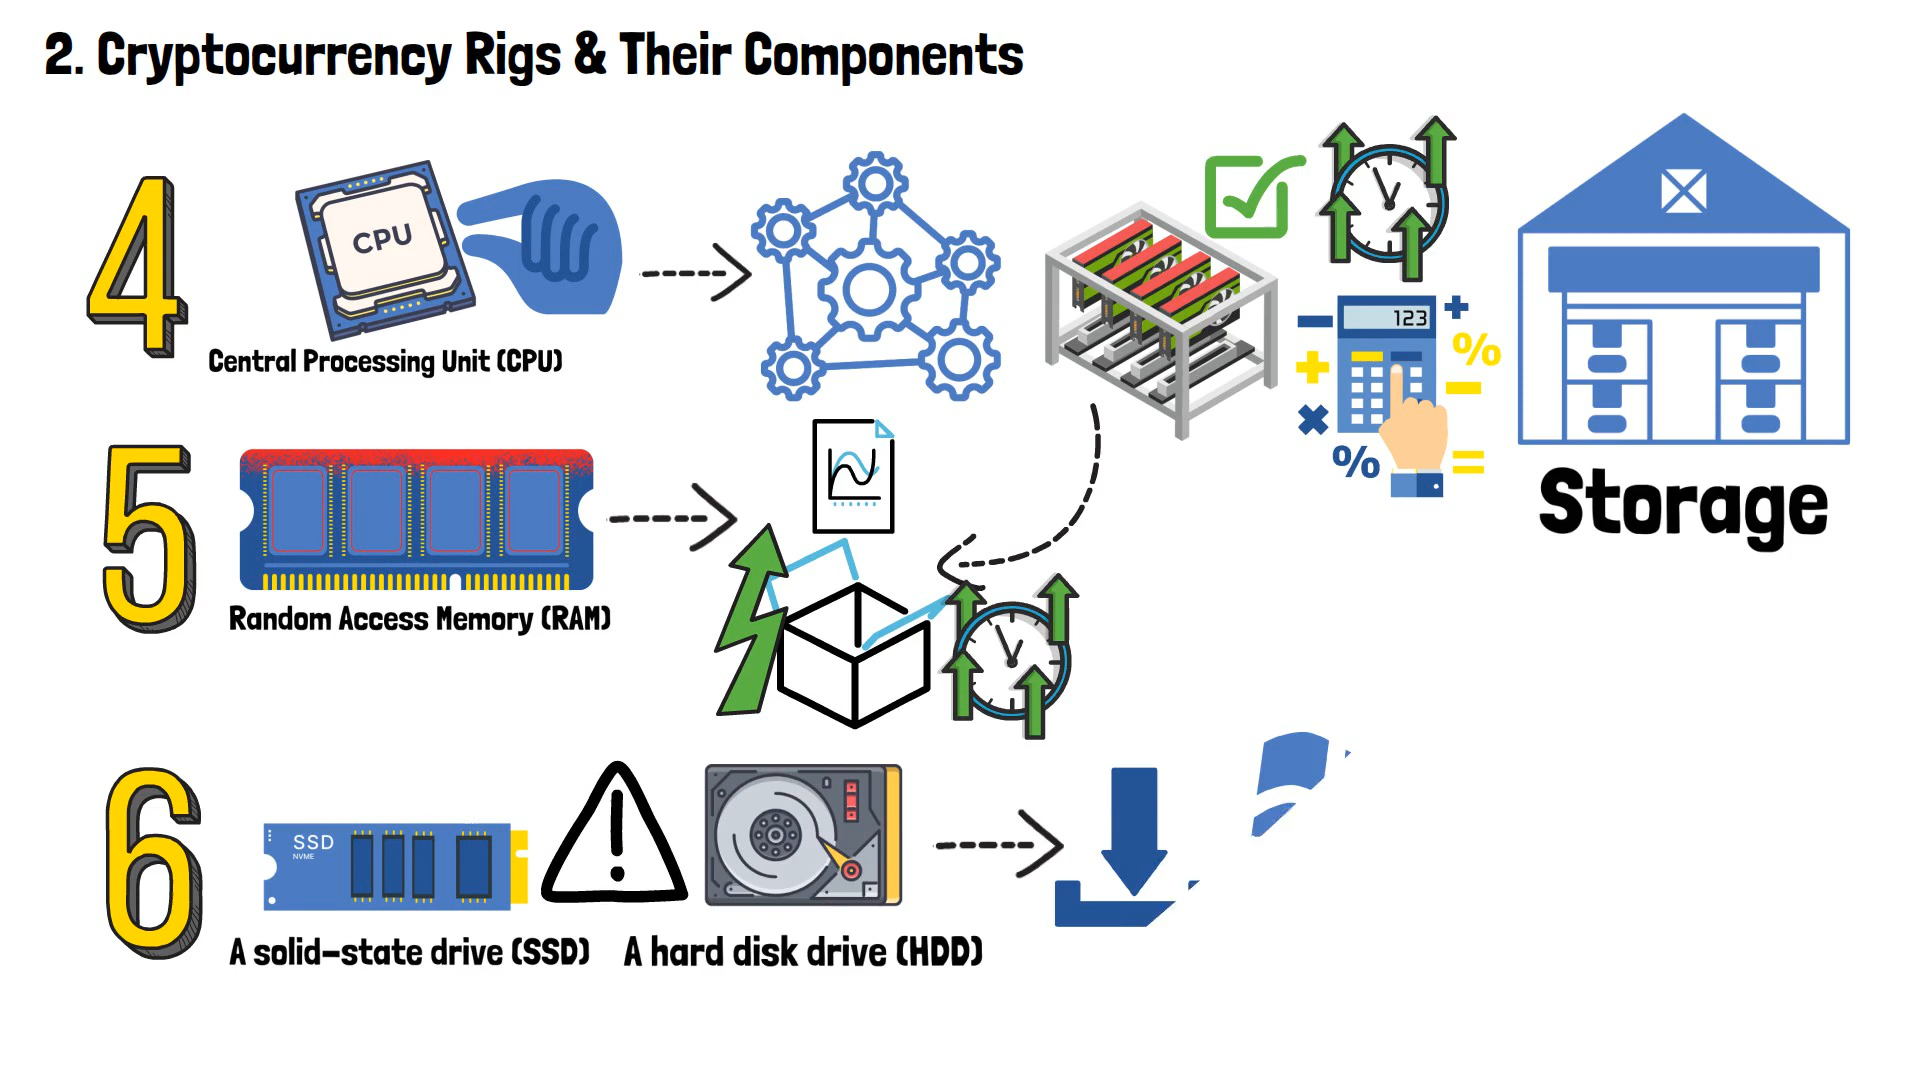 2. Cryptocurrency Rigs & Their Components
4
CPU
Central Processing Unit (CPU)
123
+
%
+
×
%
=
Storage
5
Random Access Memory (RAM)
6
SSD
NVME
A solid-state drive (SSD)
A hard disk drive (HDD)